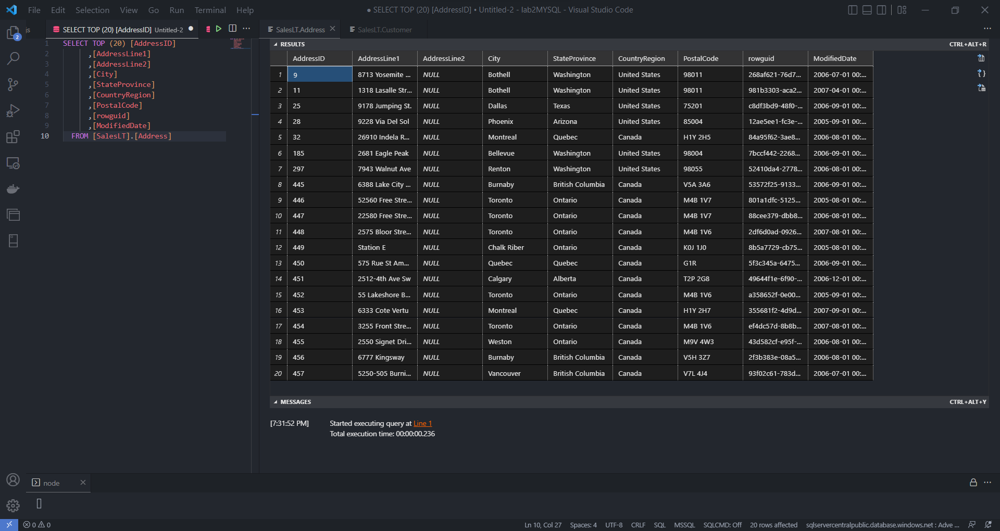 File Edit Selection View Go Run Terminal Help
● SELECT TOP (20) [AddressID] • Untitled-2 - lab2MYSQL - Visual Studio Code
js
SELECT TOP (20) [AddressID] Untitled-2 ●
SalesLT.Address
SalesLT.Customer
2
1 SELECT TOP (20) [AddressID]
2 ,[AddressLine1]
3 ,[AddressLine2]
4 ,[City]
5 ,[StateProvince]
6 ,[CountryRegion]
7 ,[PostalCode]
8 ,[rowguid]
9 ,[ModifiedDate]
10 FROM [SalesLT].[Address]
RESULTS CTRL+ALT+R
AddressID AddressLine1 AddressLine2 City StateProvince CountryRegion PostalCode rowguid ModifiedDate
1 9 8713 Yosemite ... NULL Bothell Washington United States 98011 268af621-76d7... 2006-07-01 00:...
2 11 1318 Lasalle Str... NULL Bothell Washington United States 98011 981b3303-aca2... 2007-04-01 00:...
3 25 9178 Jumping St. NULL Dallas Texas United States 75201 c8df3bd9-48f0-... 2006-09-01 00:...
4 28 9228 Via Del Sol NULL Phoenix Arizona United States 85004 12ae5ee1-fc3e-... 2005-09-01 00:...
5 32 26910 Indela R... NULL Montreal Quebec Canada H1Y 2H5 84a95f62-3ae8... 2006-08-01 00:...
6 185 2681 Eagle Peak NULL Bellevue Washington United States 98004 7bccf442-2268... 2006-09-01 00:...
7 297 7943 Walnut Ave NULL Renton Washington United States 98055 52410da4-2778... 2006-08-01 00:...
8 445 6388 Lake City ... NULL Burnaby British Columbia Canada V5A 3A6 53572f25-9133... 2006-09-01 00:...
9 446 52560 Free Stre... NULL Toronto Ontario Canada M4B 1V7 801a1dfc-5125... 2005-08-01 00:...
10 447 22580 Free Stre... NULL Toronto Ontario Canada M4B 1V7 88cee379-dbb8... 2006-08-01 00:...
11 448 2575 Bloor Stre... NULL Toronto Ontario Canada M4B 1V6 2df6d0ad-0926... 2007-08-01 00:...
12 449 Station E NULL Chalk Riber Ontario Canada K0J 1J0 8b5a7729-cb75... 2005-08-01 00:...
13 450 575 Rue St Am... NULL Quebec Quebec Canada G1R 5f3c345a-6475... 2006-09-01 00:...
14 451 2512-4th Ave Sw NULL Calgary Alberta Canada T2P 2G8 49644f1e-6f90-... 2006-12-01 00:...
15 452 55 Lakeshore B... NULL Toronto Ontario Canada M4B 1V6 a358652f-0e00... 2005-09-01 00:...
16 453 6333 Cote Vertu NULL Montreal Quebec Canada H1Y 2H7 355681f2-4d9d... 2007-09-01 00:...
17 454 3255 Front Stre... NULL Toronto Ontario Canada M4B 1V6 ef4dc57d-8b8b... 2007-08-01 00:...
18 455 2550 Signet Dri... NULL Weston Ontario Canada M9V 4W3 43d582cf-e95f-... 2006-08-01 00:...
19 456 6777 Kingsway NULL Burnaby British Columbia Canada V5H 3Z7 2f3b383e-08a5... 2006-08-01 00:...
20 457 5250-505 Burni... NULL Vancouver British Columbia Canada V7L 4J4 93f02c61-783d... 2006-07-01 00:...
MESSAGES CTRL+ALT+Y
[7:31:52 PM] Started executing query at Line 1
Total execution time: 00:00:00.236
node
0 0 Ln 10, Col 27 Spaces: 4 UTF-8 CRLF SQL MSSQL SQLCMD: Off 20 rows affected sqlservercentralpublic.database.windows.net : Adve ...